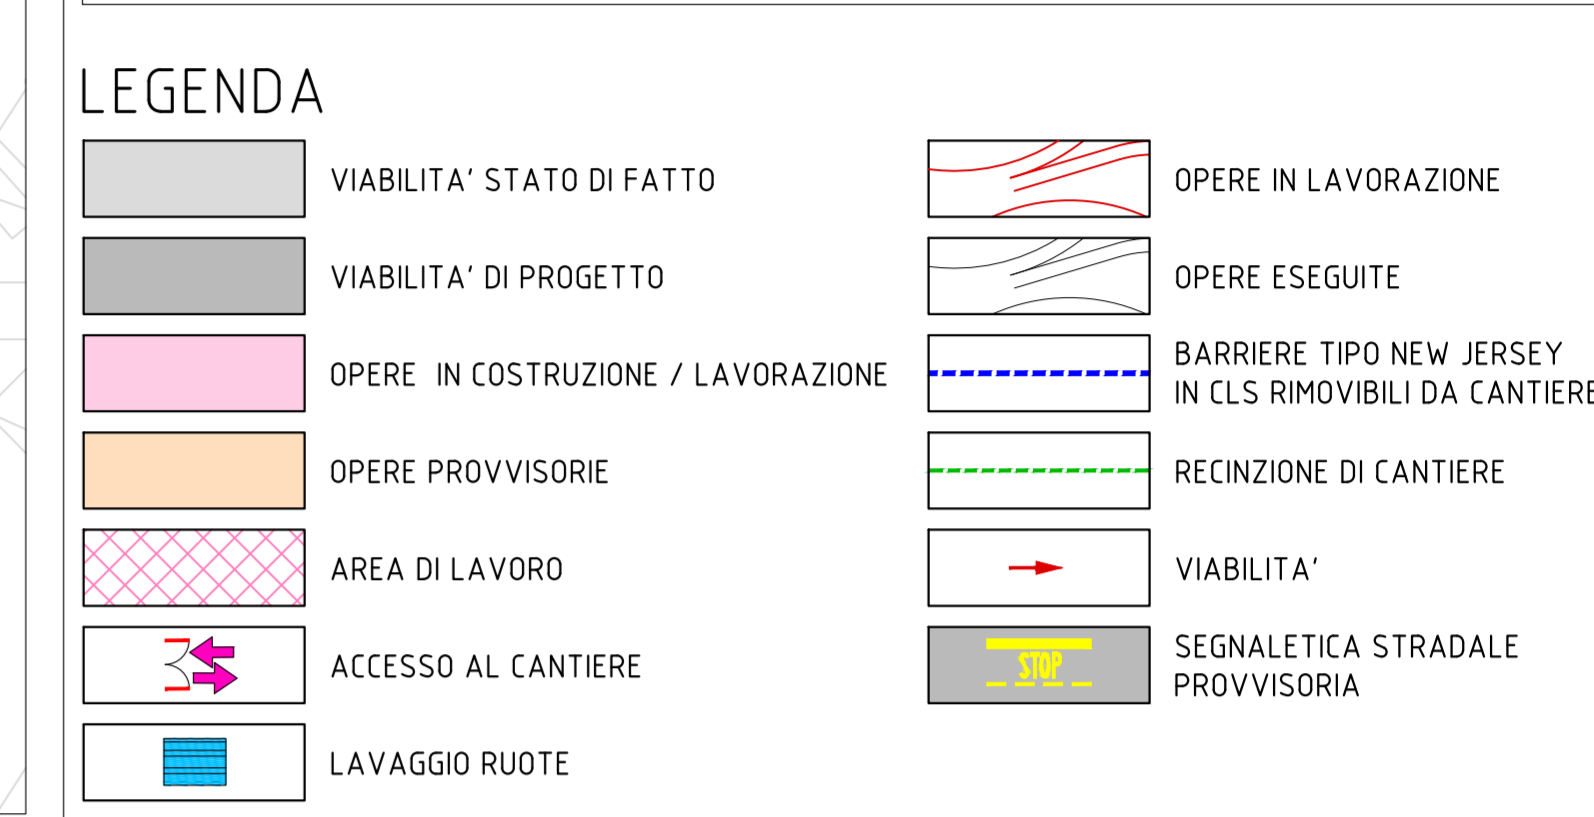 LEGENDA
VIABILITA' STATO DI FATTO
VIABILITA' DI PROGETTO
OPERE IN COSTRUZIONE / LAVORAZIONE
OPERE PROVVISORIE
AREA DI LAVORO
ACCESSO AL CANTIERE
LAVAGGIO RUOTE
OPERE IN LAVORAZIONE
OPERE ESEGUITE
BARRIERE TIPO NEW JERSEY
IN CLS RIMOVIBILI DA CANTIERE
RECINZIONE DI CANTIERE
VIABILITA'
STOP
SEGNALETICA STRADALE
PROVVISORIA